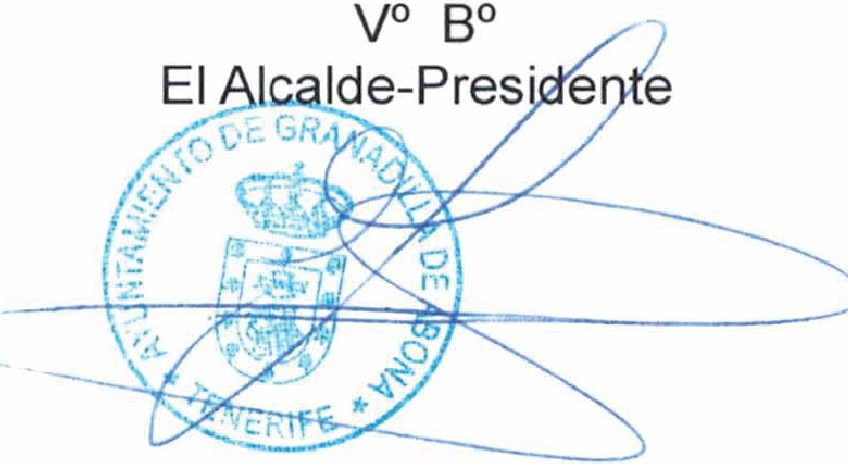 Vº Bº
El Alcalde-Presidente
AYUNTAMIENTO DE GRANADILLA DE ABONA
* TENERIFE *